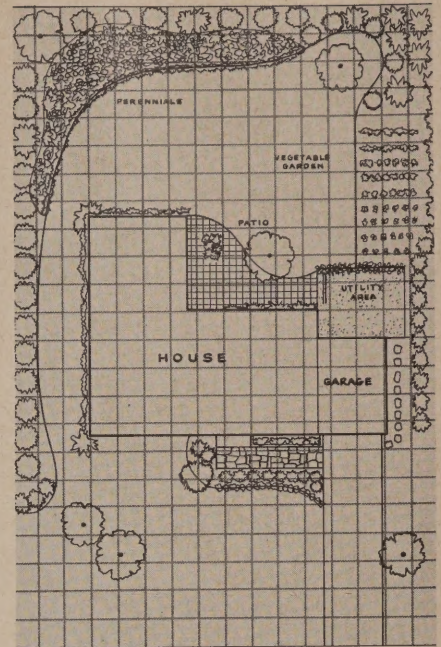 PERENNIALS
VEGETABLE
GARDEN
PATIO
UTILITY
AREA
HOUSE
GARAGE